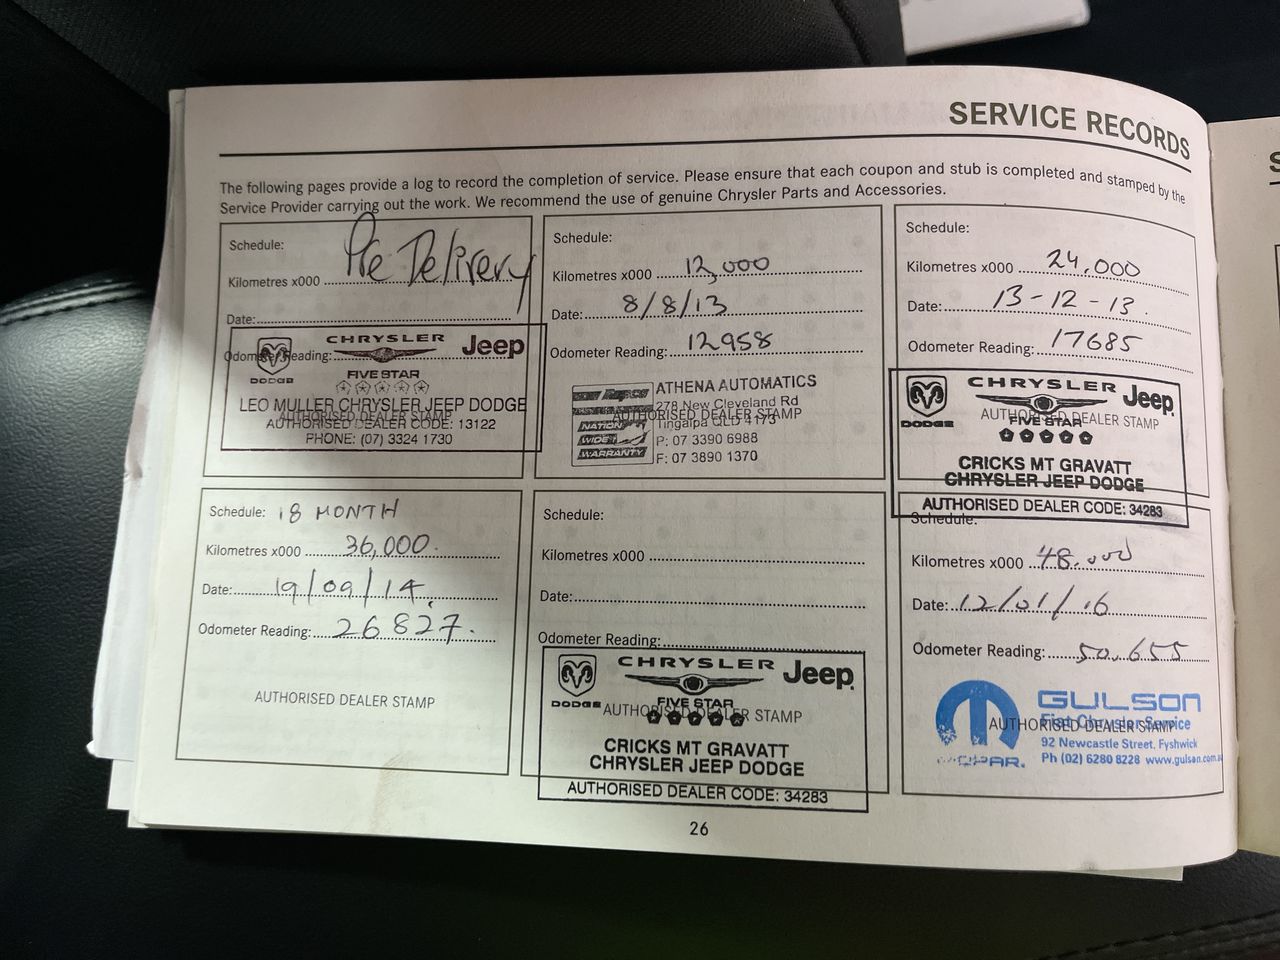 SERVICE RECORDS
The following pages provide a log to record the completion of service. Please ensure that each coupon and stub is completed and stamped by the
Service Provider carrying out the work. We recommend the use of genuine Chrysler Parts and Accessories.
Schedule:
Pre Delivery
Kilometres x000
Date:
Odometer Reading:
CHRYSLER
Jeep
DODGE
FIVE STAR
LEO MULLER CHRYSLER JEEP DODGE
AUTHORISED DEALER STAMP
AUTHORISED DEALER CODE: 13122
PHONE: (07) 3324 1730
Schedule:
Kilometres x000 12,000
Date: 8/8/13
Odometer Reading: 12958
Repco
NATION
WIDE
WARRANTY
ATHENA AUTOMATICS
278 New Cleveland Rd
AUTHORISED DEALER STAMP
Tingalpa QLD 4173
P: 07 3390 6988
F: 07 3890 1370
Schedule:
Kilometres x000 24,000
Date: 13-12-13
Odometer Reading: 17685
CHRYSLER
Jeep
DODGE
AUTHORISED DEALER STAMP
FIVE STAR
CRICKS MT GRAVATT
CHRYSLER JEEP DODGE
AUTHORISED DEALER CODE: 34283
Schedule: 18 MONTH
Kilometres x000 36,000.
Date: 19/09/14.
Odometer Reading: 26827.
AUTHORISED DEALER STAMP
Schedule:
Kilometres x000
Date:
Odometer Reading:
CHRYSLER
Jeep
DODGE
FIVE STAR
AUTHORISED DEALER STAMP
CRICKS MT GRAVATT
CHRYSLER JEEP DODGE
AUTHORISED DEALER CODE: 34283
Schedule:
Kilometres x000 48.000
Date: 12/01/16
Odometer Reading: 50.655
MOPAR.
GULSON
AUTHORISED DEALER STAMP
Fiat Chrysler Service
92 Newcastle Street, Fyshwick
Ph (02) 6280 8228 www.gulson.com.a
26
S